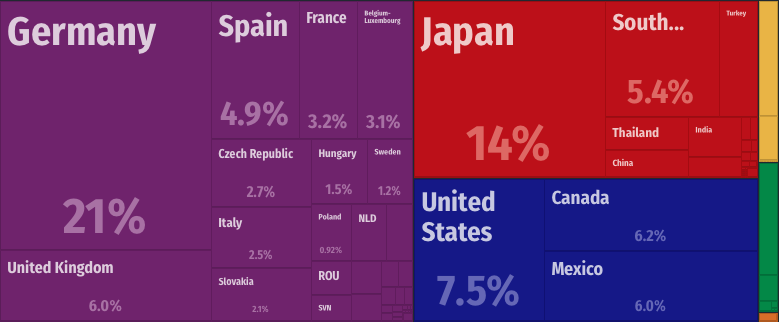 Germany
21%
United Kingdom
6.0%
Spain
4.9%
France
3.2%
Belgium-
Luxembourg
3.1%
Czech Republic
2.7%
Hungary
1.5%
Sweden
1.2%
Italy
2.5%
Poland
0.92%
NLD
Slovakia
2.1%
ROU
SVN
Japan
14%
South...
5.4%
Turkey
Thailand
India
China
United
States
7.5%
Canada
6.2%
Mexico
6.0%